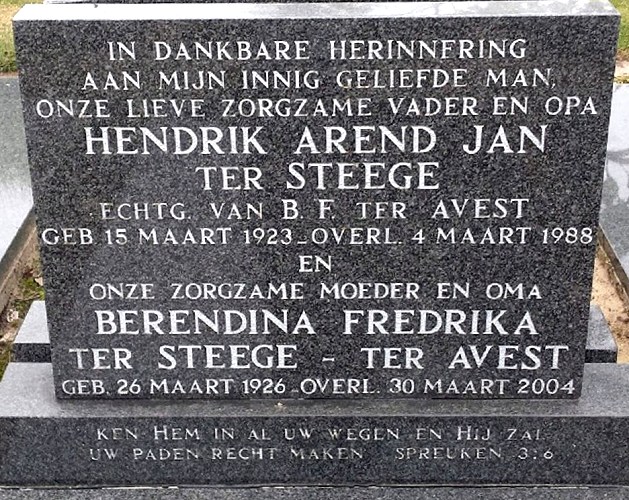 IN DANKBARE HERINNERING
AAN MIJN INNIG GELIEFDE MAN,
ONZE LIEVE ZORGZAME VADER EN OPA
HENDRIK AREND JAN
TER STEEGE
ECHTG. VAN B. F. TER AVEST
GEB 15 MAART 1923_OVERL. 4 MAART 1988
EN
ONZE ZORGZAME MOEDER EN OMA
BERENDINA FREDRIKA
TER STEEGE - TER AVEST
GEB. 26 MAART 1926 OVERL. 30 MAART 2004
KEN HEM IN AL UW WEGEN EN HIJ ZAL
UW PADEN RECHT MAKEN SPREUKEN 3:6